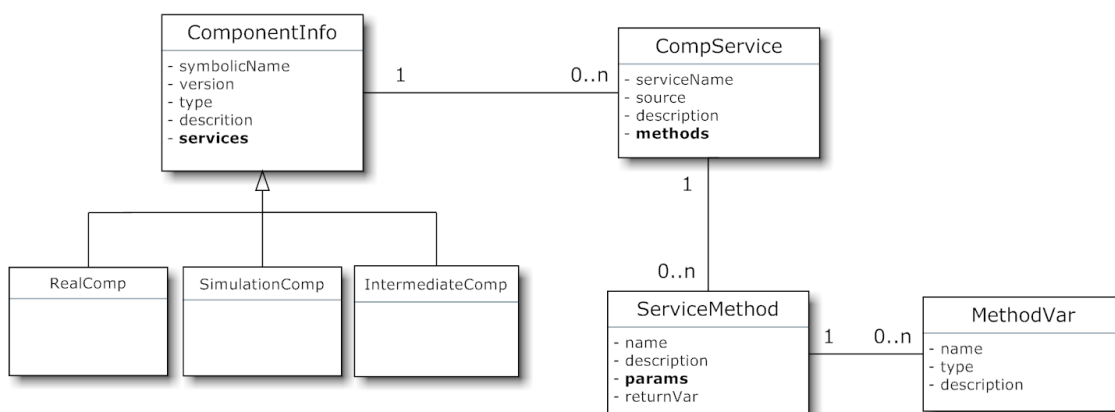 ComponentInfo
- symbolicName
- version
- type
- descrition
- services
1
0..n
CompService
- serviceName
- source
- description
- methods
1
0..n
RealComp
SimulationComp
IntermediateComp
ServiceMethod
- name
- description
- params
- returnVar
1
0..n
MethodVar
- name
- type
- description